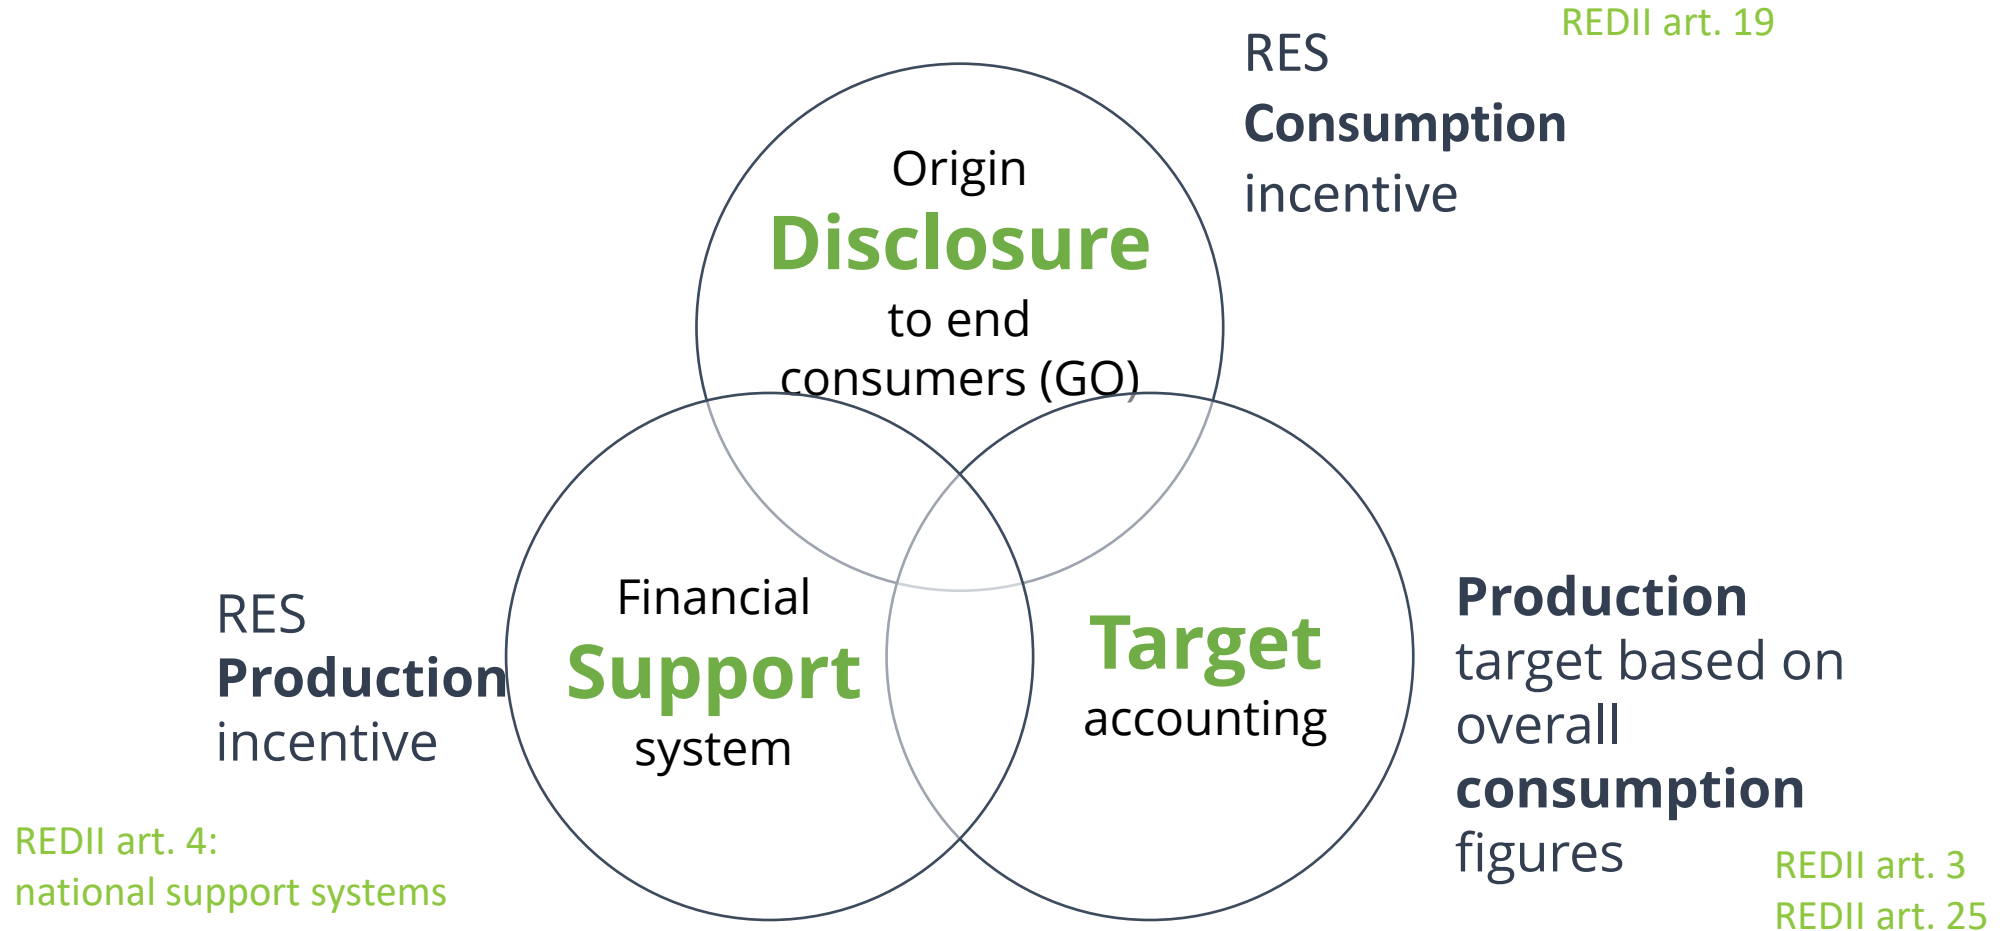 REDII art. 19
RES
Consumption
incentive
Origin
Disclosure
to end
consumers (GO)
RES
Production
incentive
Financial
Support
system
Target
accounting
Production
target based on
overall
consumption
figures
REDII art. 4:
national support systems
REDII art. 3
REDII art. 25